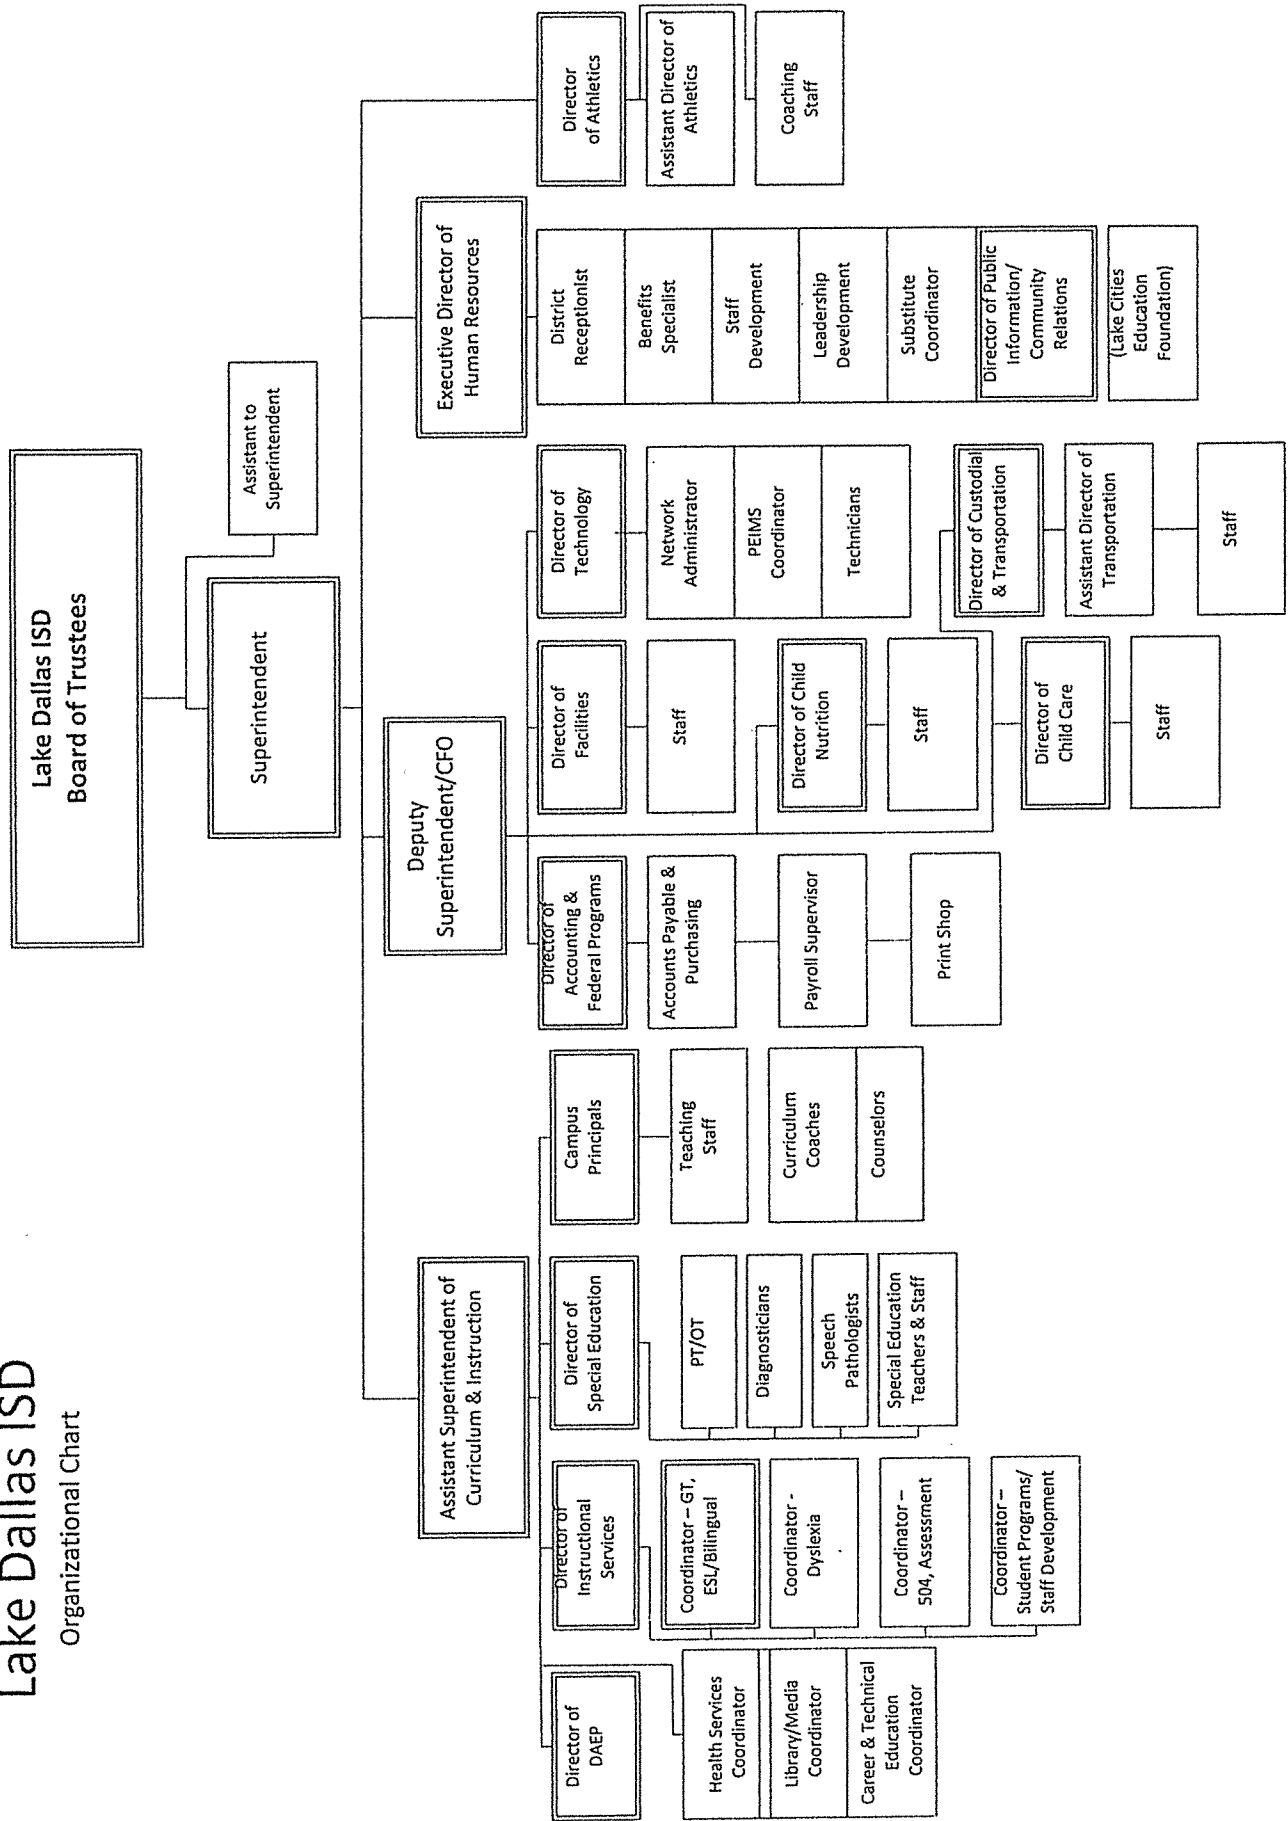 Lake Dallas ISD
Organizational Chart
Lake Dallas ISD
Board of Trustees
Superintendent
Assistant to
Superintendent
Assistant Superintendent of
Curriculum & Instruction
Deputy
Superintendent/CFO
Executive Director of
Human Resources
Director
of Athletics
Assistant Director of
Athletics
Coaching
Staff
Director of
DAEP
Health Services
Coordinator
Library/Media
Coordinator
Career & Technical
Education
Coordinator
Director of
Instructional
Services
Coordinator – GT,
ESL/Bilingual
Coordinator -
Dyslexia
Coordinator –
504, Assessment
Coordinator –
Student Programs/
Staff Development
Director of
Special Education
PT/OT
Diagnosticians
Speech
Pathologists
Special Education
Teachers & Staff
Campus
Principals
Teaching
Staff
Curriculum
Coaches
Counselors
Director of
Accounting &
Federal Programs
Accounts Payable &
Purchasing
Payroll Supervisor
Print Shop
Director of
Facilities
Staff
Director of Child
Nutrition
Staff
Director of
Child Care
Staff
Director of
Technology
Network
Administrator
PEIMS
Coordinator
Technicians
Director of Custodial
& Transportation
Assistant Director of
Transportation
Staff
District
Receptionist
Benefits
Specialist
Staff
Development
Leadership
Development
Substitute
Coordinator
Director of Public
Information/
Community
Relations
(Lake Cities
Education
Foundation)